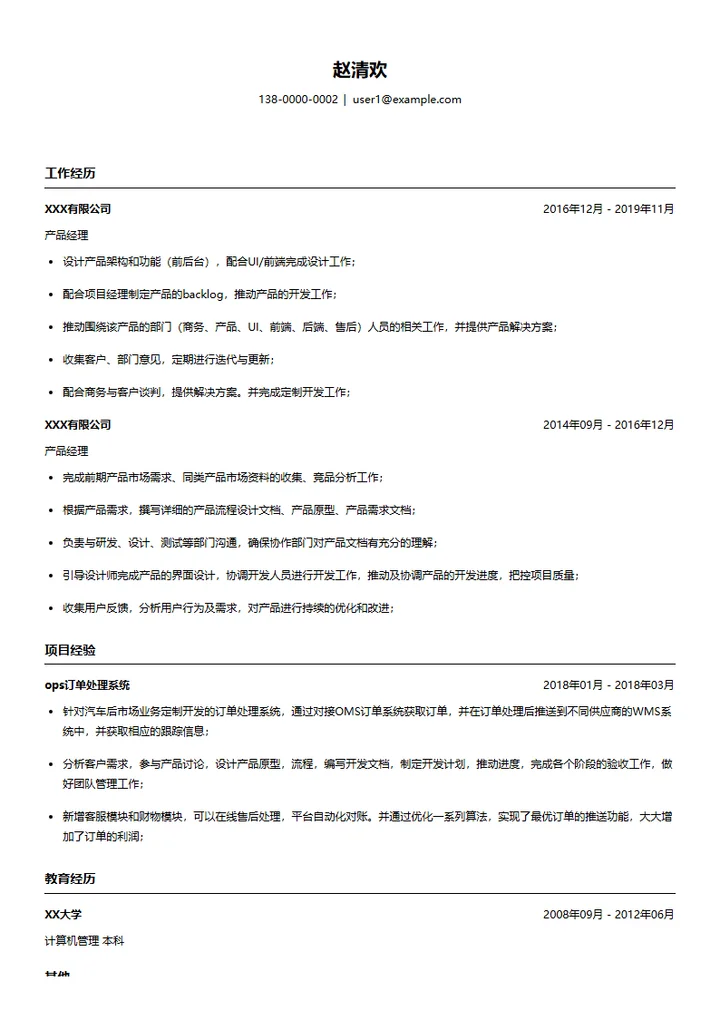 赵清欢
138-0000-0002 | user1@example.com
工作经历
XXX有限公司 2016年12月 - 2019年11月
产品经理
• 设计产品架构和功能（前后台），配合UI/前端完成设计工作；
• 配合项目经理制定产品的backlog，推动产品的开发工作；
• 推动围绕该产品的部门（商务、产品、UI、前端、后端、售后）人员的相关工作，并提供产品解决方案；
• 收集客户、部门意见，定期进行迭代与更新；
• 配合商务与客户谈判，提供解决方案。并完成定制开发工作；
XXX有限公司 2014年09月 - 2016年12月
产品经理
• 完成前期产品市场需求、同类产品市场资料的收集、竞品分析工作；
• 根据产品需求，撰写详细的产品流程设计文档、产品原型、产品需求文档；
• 负责与研发、设计、测试等部门沟通，确保协作部门对产品文档有充分的理解；
• 引导设计师完成产品的界面设计，协调开发人员进行开发工作，推动及协调产品的开发进度，把控项目质量；
• 收集用户反馈，分析用户行为及需求，对产品进行持续的优化和改进；
项目经验
ops订单处理系统 2018年01月 - 2018年03月
• 针对汽车后市场业务定制开发的订单处理系统，通过对接OMS订单系统获取订单，并在订单处理后推送到不同供应商的WMS系
统中，并获取相应的跟踪信息；
• 分析客户需求，参与产品讨论，设计产品原型，流程，编写开发文档，制定开发计划，推动进度，完成各个阶段的验收工作，做
好团队管理工作；
• 新增客服模块和财物模块，可以在线售后处理，平台自动化对账。并通过优化一系列算法，实现了最优订单的推送功能，大大增
加了订单的利润；
教育经历
XX大学 2008年09月 - 2012年06月
计算机管理 本科
其他